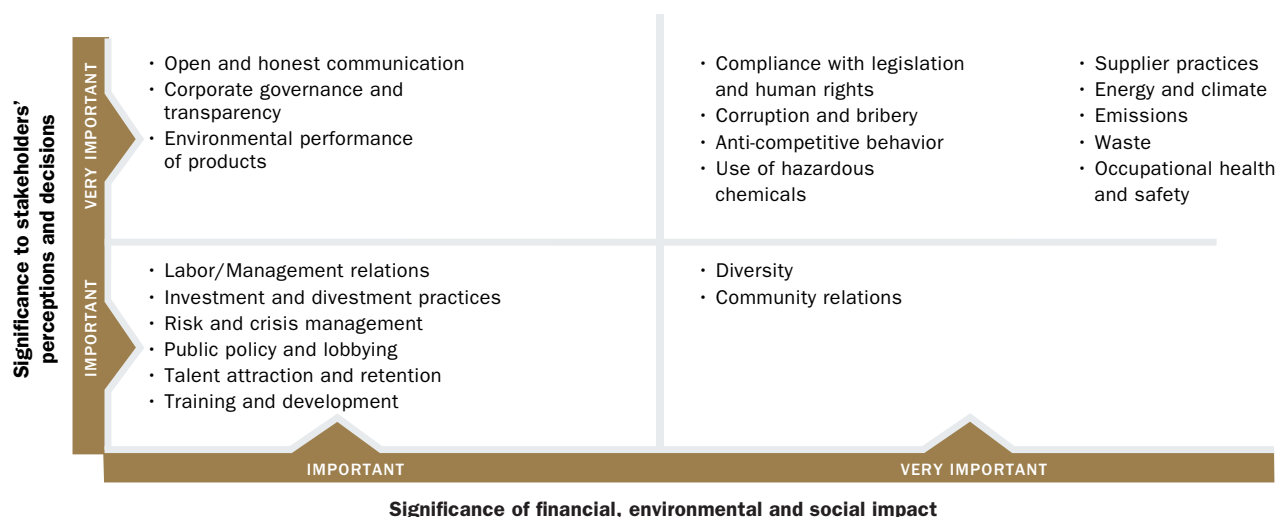 Significance to stakeholders'
perceptions and decisions
VERY IMPORTANT
IMPORTANT
• Open and honest communication
• Corporate governance and
transparency
• Environmental performance
of products
• Compliance with legislation
and human rights
• Corruption and bribery
• Anti-competitive behavior
• Use of hazardous
chemicals
• Supplier practices
• Energy and climate
• Emissions
• Waste
• Occupational health
and safety
• Labor/Management relations
• Investment and divestment practices
• Risk and crisis management
• Public policy and lobbying
• Talent attraction and retention
• Training and development
• Diversity
• Community relations
IMPORTANT
VERY IMPORTANT
Significance of financial, environmental and social impact